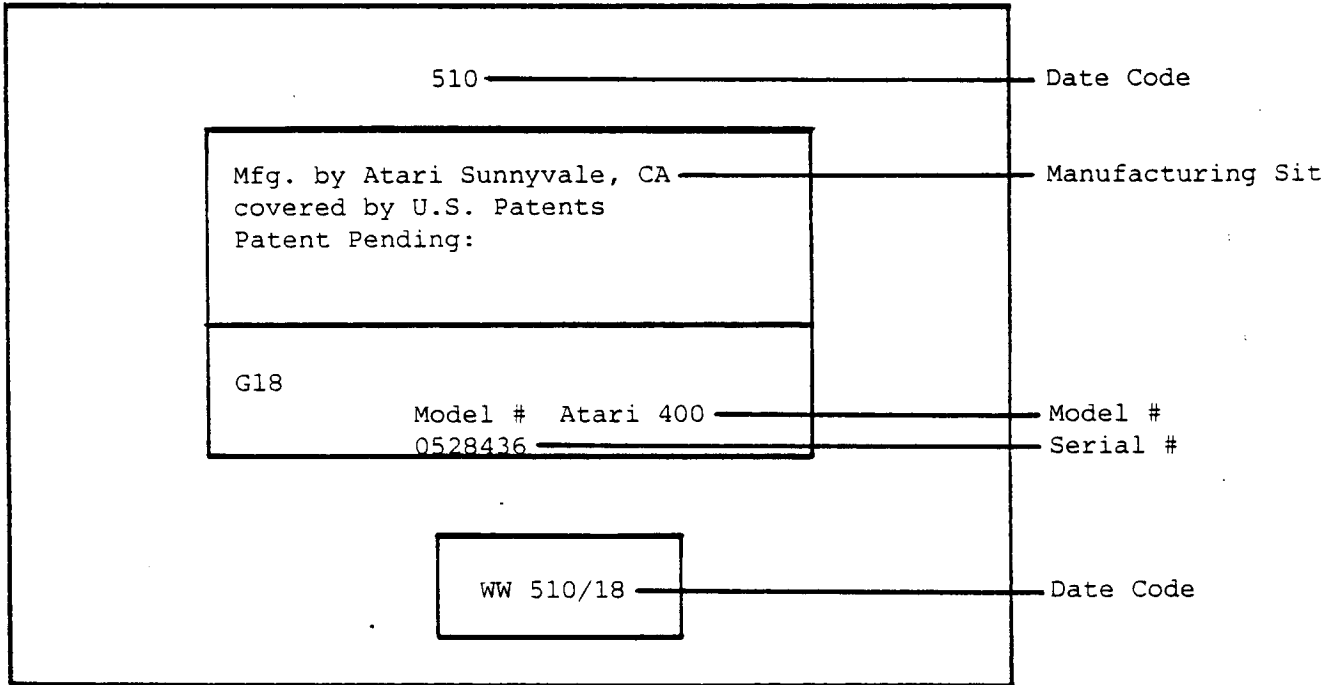 510 Date Code
Mfg. by Atari Sunnyvale, CA Manufacturing Sit
covered by U.S. Patents
Patent Pending:
G18
Model # Atari 400 Model #
0528436 Serial #
WW 510/18 Date Code